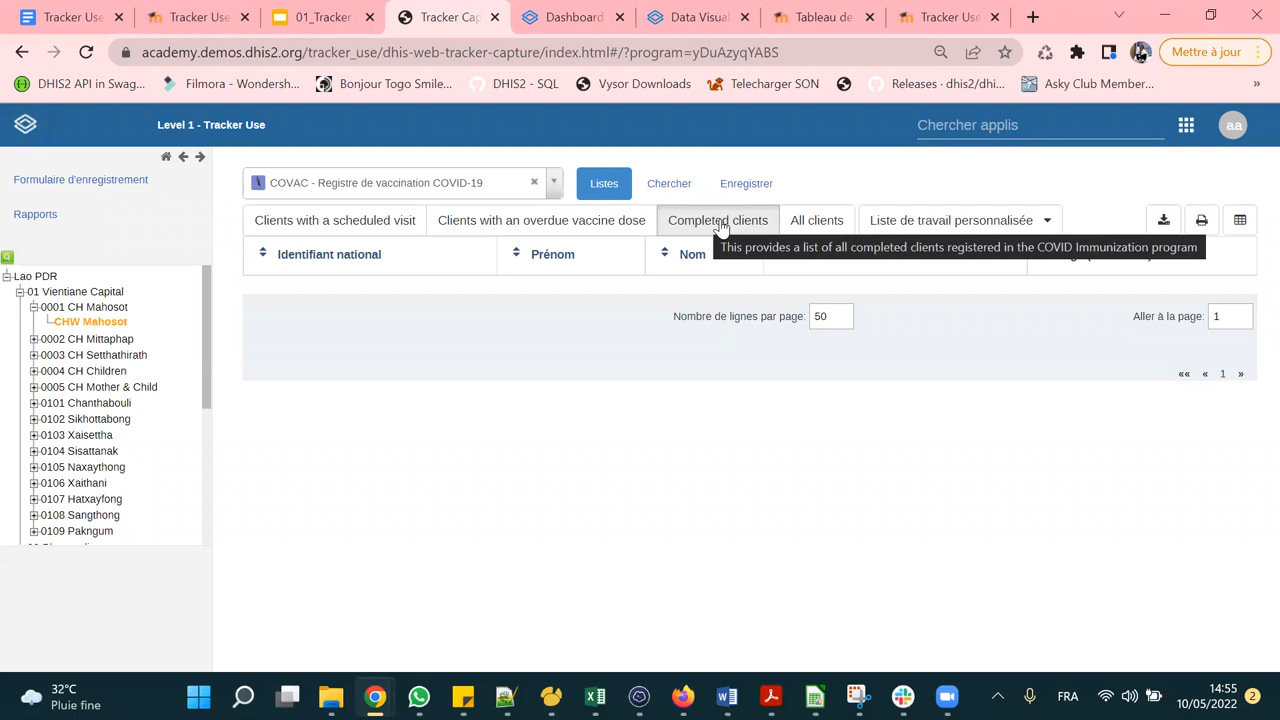 Tracker Use
Tracker Use
01_Tracker
Tracker Cap
Dashboard
Data Visual
Tableau de
Tracker Use
academy.demos.dhis2.org/tracker_use/dhis-web-tracker-capture/index.html#/?program=yDuAzyqYABS
Mettre à jour
DHIS2 API in Swag...
Filmora - Wondersh...
Bonjour Togo Smile...
DHIS2 - SQL
Vysor Downloads
Telecharger SON
Releases · dhis2/dhi...
Asky Club Member...
Level 1 - Tracker Use
Chercher applis
aa
Formulaire d'enregistrement
Rapports
Lao PDR
01 Vientiane Capital
0001 CH Mahosot
CHW Mahosot
0002 CH Mittaphap
0003 CH Setthathirath
0004 CH Children
0005 CH Mother & Child
0101 Chanthabouli
0102 Sikhottabong
0103 Xaisettha
0104 Sisattanak
0105 Naxaythong
0106 Xaithani
0107 Hatxayfong
0108 Sangthong
0109 Pakngum
COVAC - Registre de vaccination COVID-19
Listes
Chercher
Enregistrer
Clients with a scheduled visit
Clients with an overdue vaccine dose
Completed clients
All clients
Liste de travail personnalisée
This provides a list of all completed clients registered in the COVID Immunization program
Identifiant national
Prénom
Nom
Nombre de lignes par page: 50
Aller à la page: 1
«« « 1 »
32°C
Pluie fine
FRA
14:55
10/05/2022
2